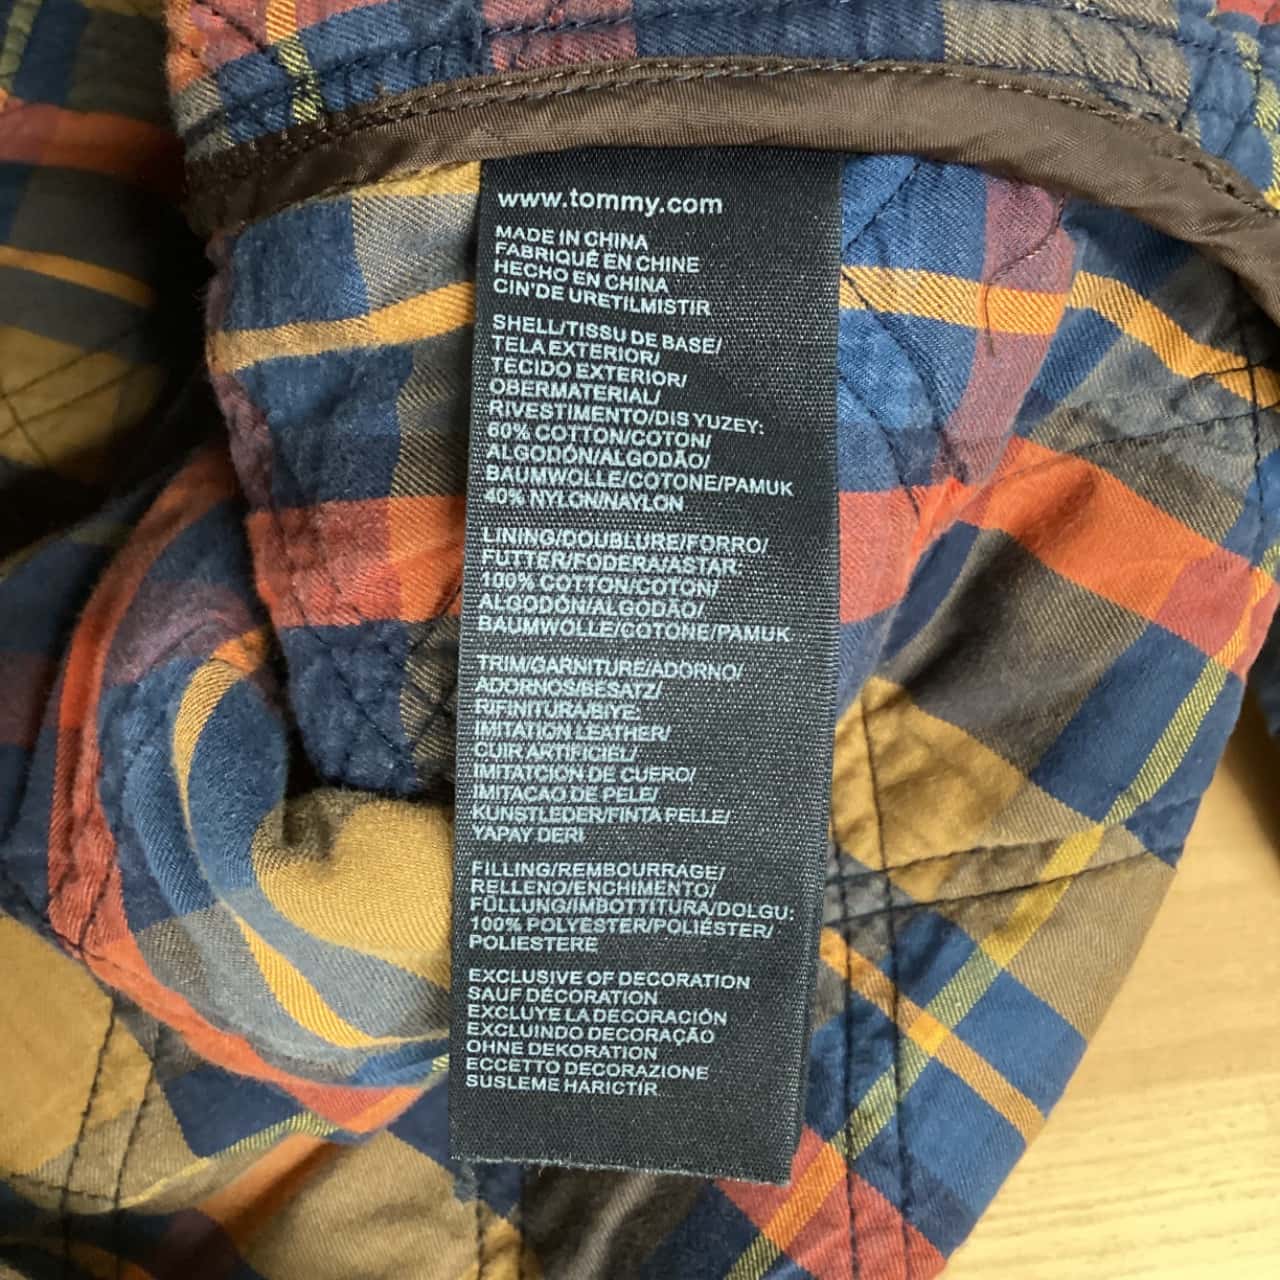 www.tommy.com
MADE IN CHINA
FABRIQUÉ EN CHINE
HECHO EN CHINA
CIN'DE URETILMISTIR
SHELL/TISSU DE BASE/
TELA EXTERIOR/
TECIDO EXTERIOR/
OBERMATERIAL/
RIVESTIMENTO/DIS YUZEY:
60% COTTON/COTON/
ALGODÓN/ALGODÃO/
BAUMWOLLE/COTONE/PAMUK
40% NYLON/NAYLON
LINING/DOUBLURE/FORRO/
FUTTER/FODERA/ASTAR
100% COTTON/COTON/
ALGODÓN/ALGODÃO/
BAUMWOLLE/COTONE/PAMUK
TRIM/GARNITURE/ADORNO/
ADORNOS/BESATZ/
RIFINITURA/BIYE:
IMITATION LEATHER/
CUIR ARTIFICIEL/
IMITATCION DE CUERO/
IMITACAO DE PELE/
KUNSTLEDER/FINTA PELLE/
YAPAY DERI
FILLING/REMBOURRAGE/
RELLENO/ENCHIMENTO/
FÜLLUNG/IMBOTTITURA/DOLGU:
100% POLYESTER/POLIÉSTER/
POLIESTERE
EXCLUSIVE OF DECORATION
SAUF DÉCORATION
EXCLUYE LA DECORACIÓN
EXCLUINDO DECORAÇÃO
OHNE DEKORATION
ECCETTO DECORAZIONE
SUSLEME HARICTIR